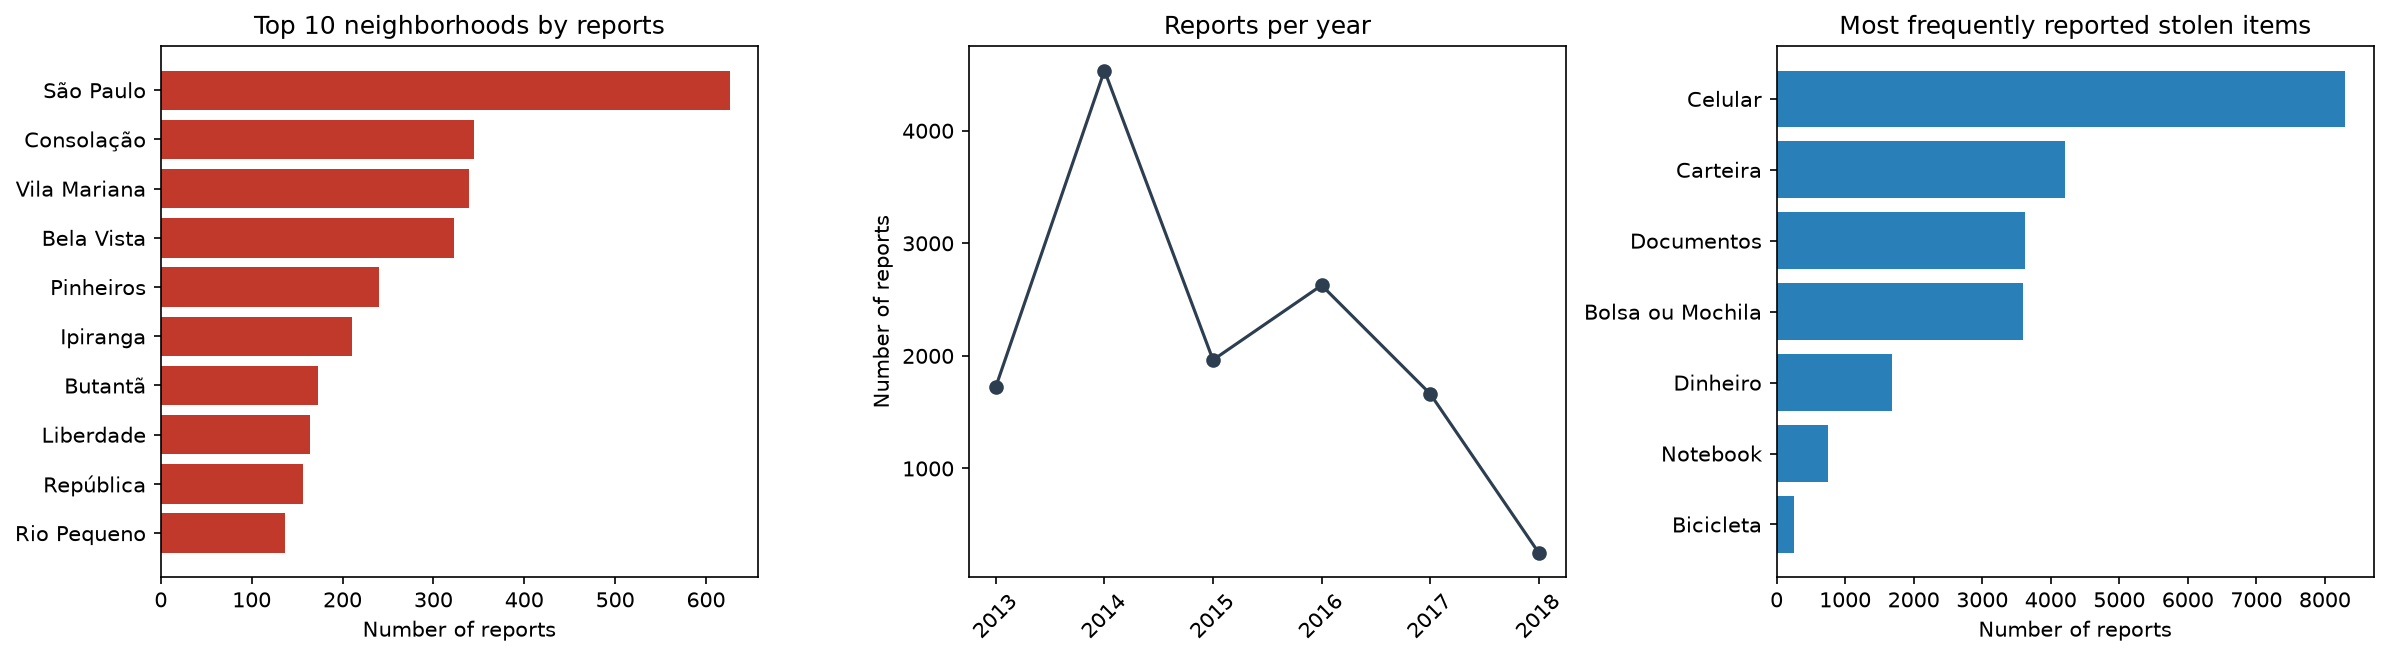 Top 10 neighborhoods by reports
São Paulo
Consolação
Vila Mariana
Bela Vista
Pinheiros
Ipiranga
Butantã
Liberdade
República
Rio Pequeno
0 100 200 300 400 500 600
Number of reports
Reports per year
Number of reports
4000
3000
2000
1000
2013 2014 2015 2016 2017 2018
Most frequently reported stolen items
Celular
Carteira
Documentos
Bolsa ou Mochila
Dinheiro
Notebook
Bicicleta
0 1000 2000 3000 4000 5000 6000 7000 8000
Number of reports